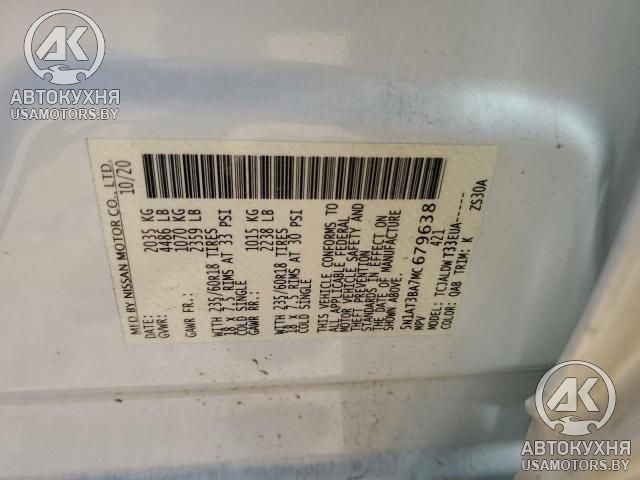 AK
АВТОКУХНЯ
USAMOTORS.BY
MFD BY NISSAN MOTOR CO., LTD.
DATE: 10/20
GVWR: 2035 KG
4486 LB
GAWR FR.: 1070 KG
2359 LB
WITH 235/60R18 TIRES
18 X 7.5 RIMS AT 33 PSI
COLD SINGLE
GAWR RR.: 1015 KG
2238 LB
WITH 235/60R18 TIRES
18 X 7.5 RIMS AT 30 PSI
COLD SINGLE
THIS VEHICLE CONFORMS TO
ALL APPLICABLE FEDERAL
MOTOR VEHICLE SAFETY AND
THEFT PREVENTION
STANDARDS IN EFFECT ON
THE DATE OF MANUFACTURE
SHOWN ABOVE.
5N1AT3BA7MC679638
MPV 421
MODEL: TCJALDWT33EUA------
COLOR: QAB TRIM: K ZS30A
AK
АВТОКУХНЯ
USAMOTORS.BY